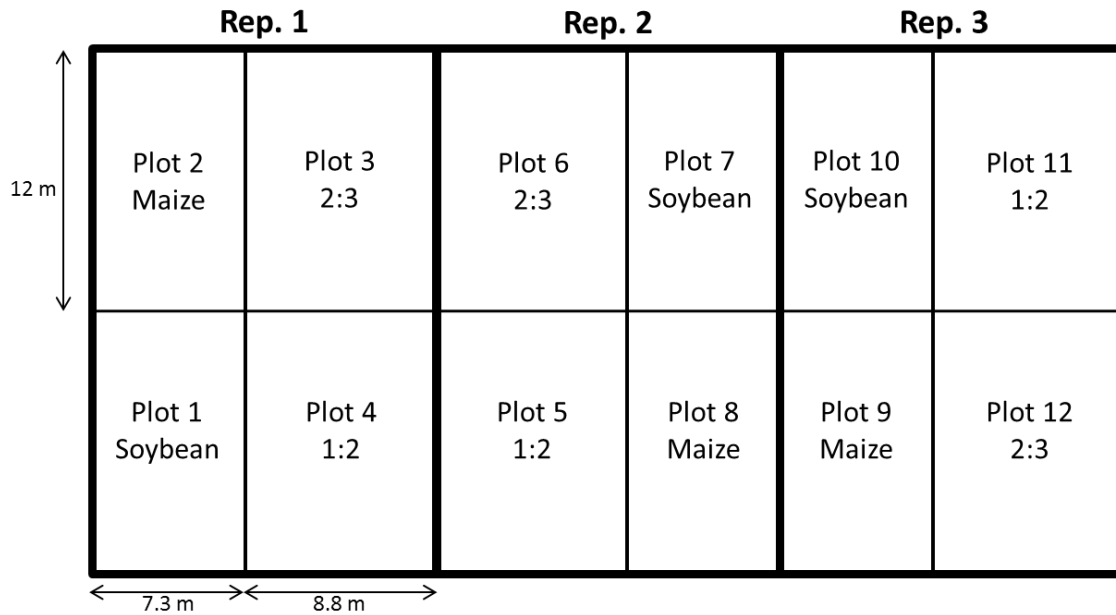 Rep. 1
Rep. 2
Rep. 3
12 m
Plot 2
Maize
Plot 3
2:3
Plot 6
2:3
Plot 7
Soybean
Plot 10
Soybean
Plot 11
1:2
Plot 1
Soybean
Plot 4
1:2
Plot 5
1:2
Plot 8
Maize
Plot 9
Maize
Plot 12
2:3
7.3 m
8.8 m